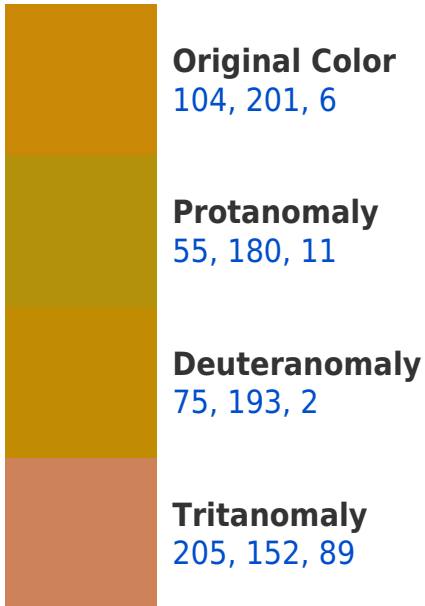 Original Color
104, 201, 6
Protanomaly
55, 180, 11
Deuteranomaly
75, 193, 2
Tritanomaly
205, 152, 89